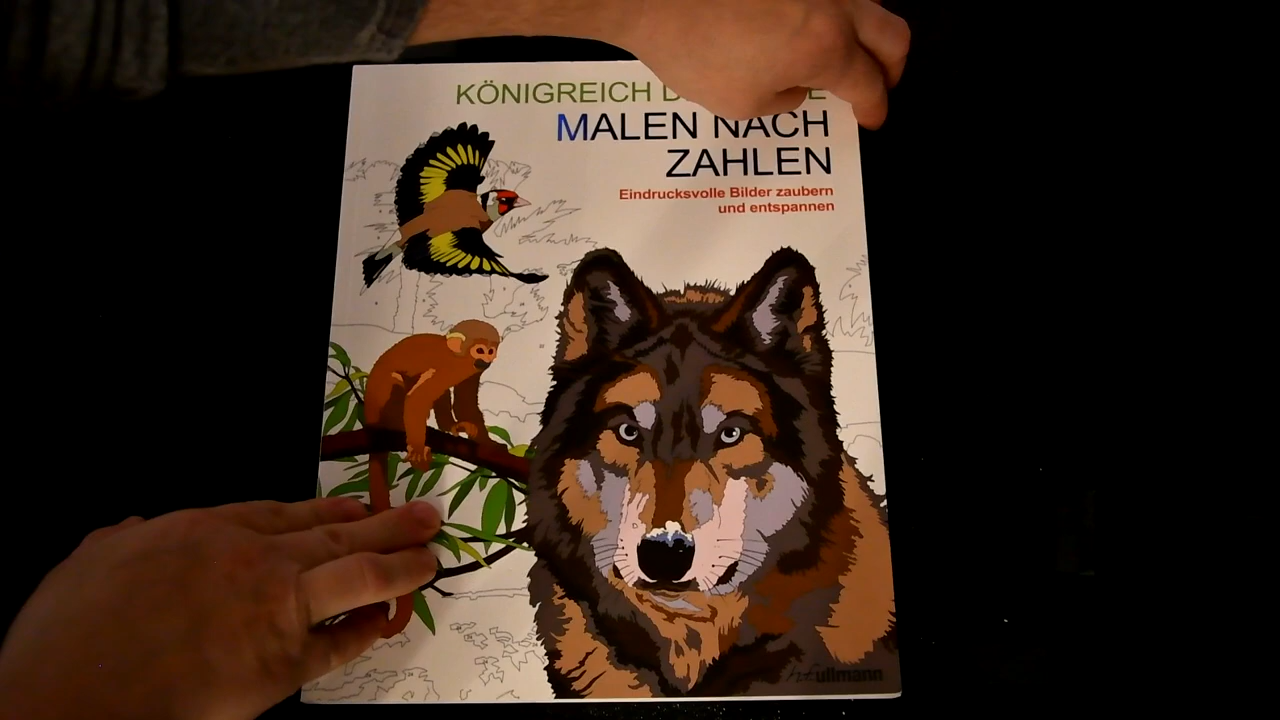 KÖNIGREICH
MALEN NACH
ZAHLEN
Eindrucksvolle Bilder zaubern
und entspannen
h.f.ullmann